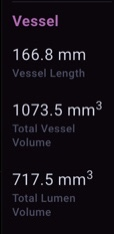 Vessel
166.8 mm
Vessel Length
1073.5 mm³
Total Vessel
Volume
717.5 mm³
Total Lumen
Volume